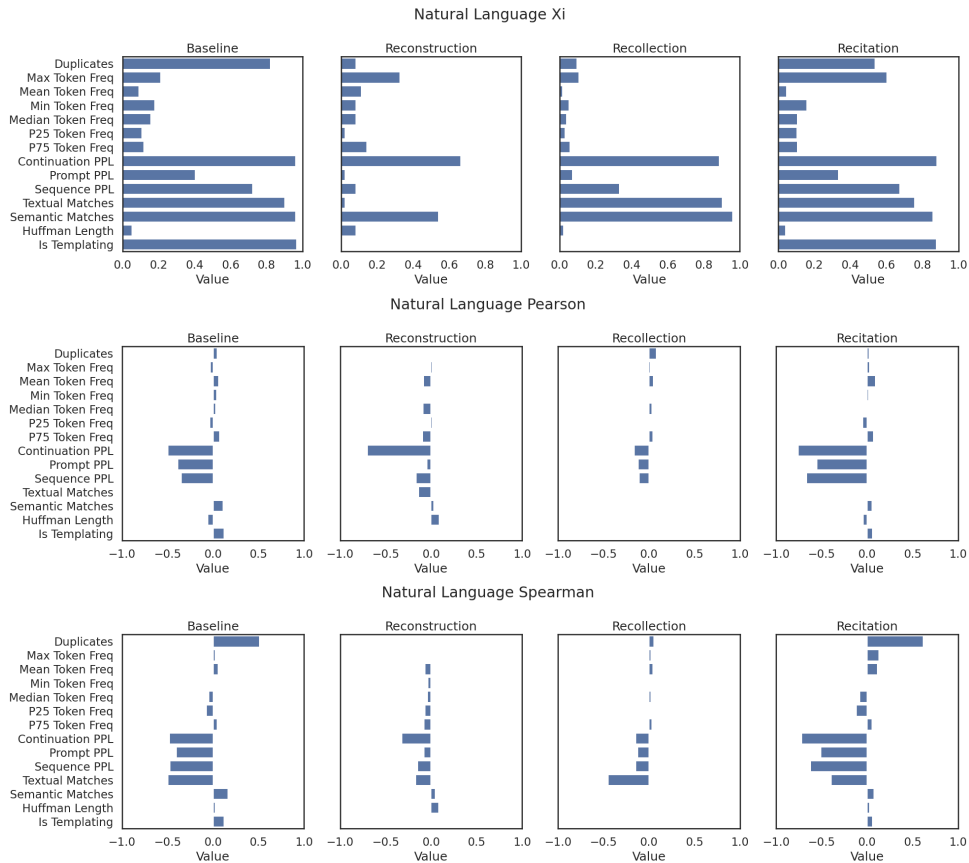 Natural Language Xi
Baseline Reconstruction Recollection Recitation
Duplicates
Max Token Freq
Mean Token Freq
Min Token Freq
Median Token Freq
P25 Token Freq
P75 Token Freq
Continuation PPL
Prompt PPL
Sequence PPL
Textual Matches
Semantic Matches
Huffman Length
Is Templating
0.0 0.2 0.4 0.6 0.8 1.0 0.0 0.2 0.4 0.6 0.8 1.0 0.0 0.2 0.4 0.6 0.8 1.0 0.0 0.2 0.4 0.6 0.8 1.0
Value Value Value Value
Natural Language Pearson
Baseline Reconstruction Recollection Recitation
Duplicates
Max Token Freq
Mean Token Freq
Min Token Freq
Median Token Freq
P25 Token Freq
P75 Token Freq
Continuation PPL
Prompt PPL
Sequence PPL
Textual Matches
Semantic Matches
Huffman Length
Is Templating
−1.0 −0.5 0.0 0.5 1.0 −1.0 −0.5 0.0 0.5 1.0 −1.0 −0.5 0.0 0.5 1.0 −1.0 −0.5 0.0 0.5 1.0
Value Value Value Value
Natural Language Spearman
Baseline Reconstruction Recollection Recitation
Duplicates
Max Token Freq
Mean Token Freq
Min Token Freq
Median Token Freq
P25 Token Freq
P75 Token Freq
Continuation PPL
Prompt PPL
Sequence PPL
Textual Matches
Semantic Matches
Huffman Length
Is Templating
−1.0 −0.5 0.0 0.5 1.0 −1.0 −0.5 0.0 0.5 1.0 −1.0 −0.5 0.0 0.5 1.0 −1.0 −0.5 0.0 0.5 1.0
Value Value Value Value